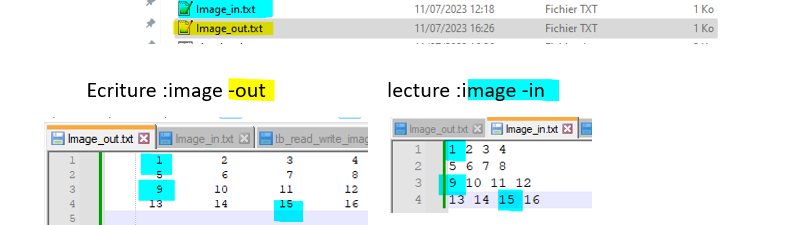 Image_in.txt 11/07/2023 12:18 Fichier TXT 1 Ko
Image_out.txt 11/07/2023 16:26 Fichier TXT 1 Ko
Ecriture :image -out
lecture :image -in
Image_out.txt Image_in.txt tb_read_write_imag
1 1 2 3 4
2 5 6 7 8
3 9 10 11 12
4 13 14 15 16
5
Image_out.txt Image_in.txt
1 1 2 3 4
2 5 6 7 8
3 9 10 11 12
4 13 14 15 16